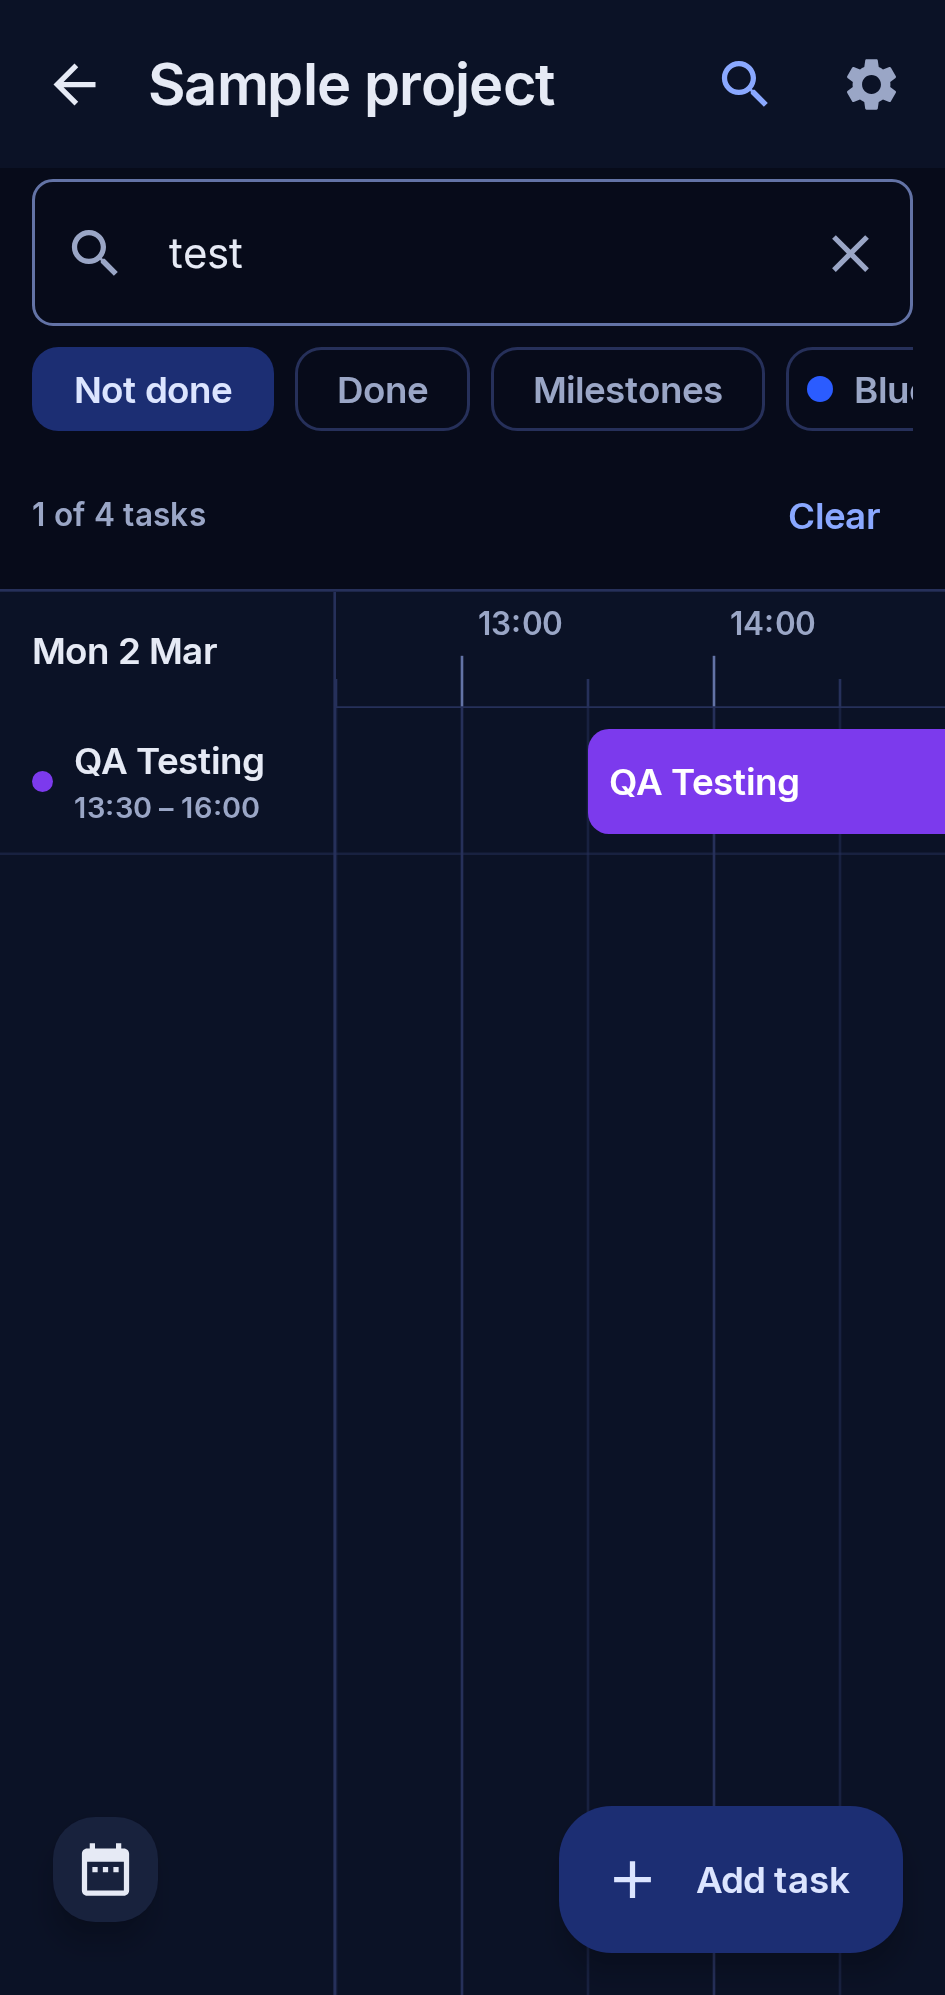 Sample project
test
Not done
Done
Milestones
Blue
1 of 4 tasks
Clear
Mon 2 Mar
13:00
14:00
QA Testing
13:30 – 16:00
QA Testing
Add task